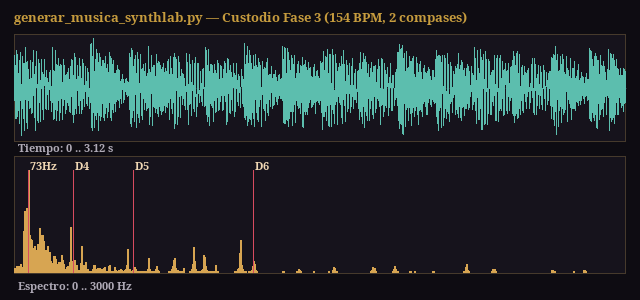 generar_musica_synthlab.py — Custodio Fase 3 (154 BPM, 2 compases)
Tiempo: 0 .. 3.12 s
73Hz D4 D5 D6
Espectro: 0 .. 3000 Hz